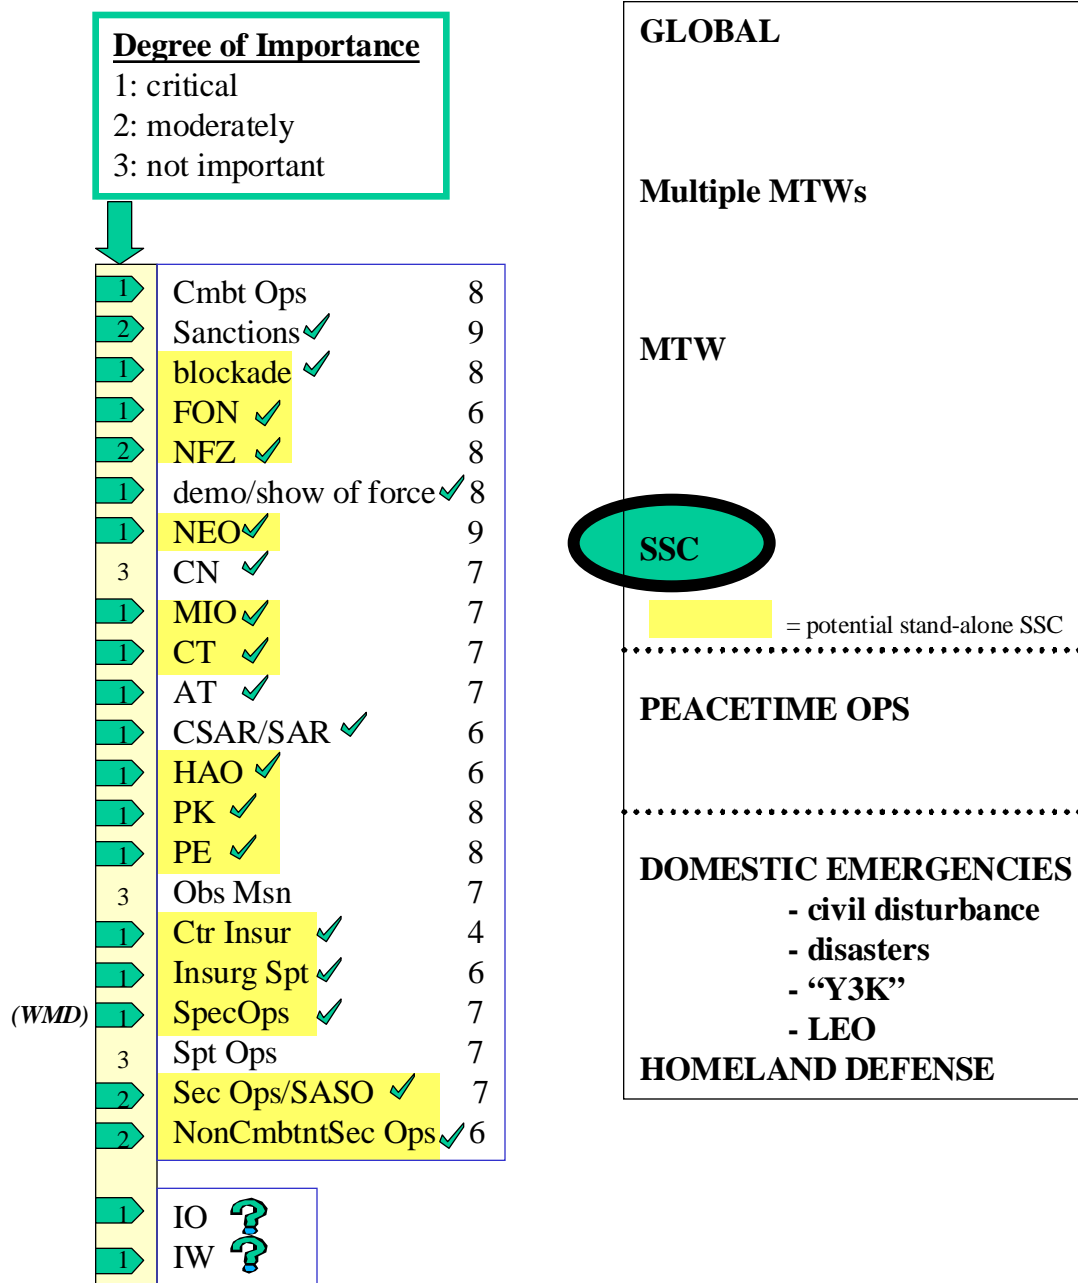 Degree of Importance
1: critical
2: moderately
3: not important
1 Cmbt Ops 8
2 Sanctions 9
1 blockade 8
1 FON 6
2 NFZ 8
1 demo/show of force 8
1 NEO 9
3 CN 7
1 MIO 7
1 CT 7
1 AT 7
1 CSAR/SAR 6
1 HAO 6
1 PK 8
1 PE 8
3 Obs Msn 7
1 Ctr Insur 4
1 Insurg Spt 6
(WMD) 1 SpecOps 7
3 Spt Ops 7
2 Sec Ops/SASO 7
2 NonCmbtntSec Ops 6
1 IO ?
1 IW ?
GLOBAL
Multiple MTWs
MTW
SSC
= potential stand-alone SSC
PEACETIME OPS
DOMESTIC EMERGENCIES
- civil disturbance
- disasters
- “Y3K”
- LEO
HOMELAND DEFENSE